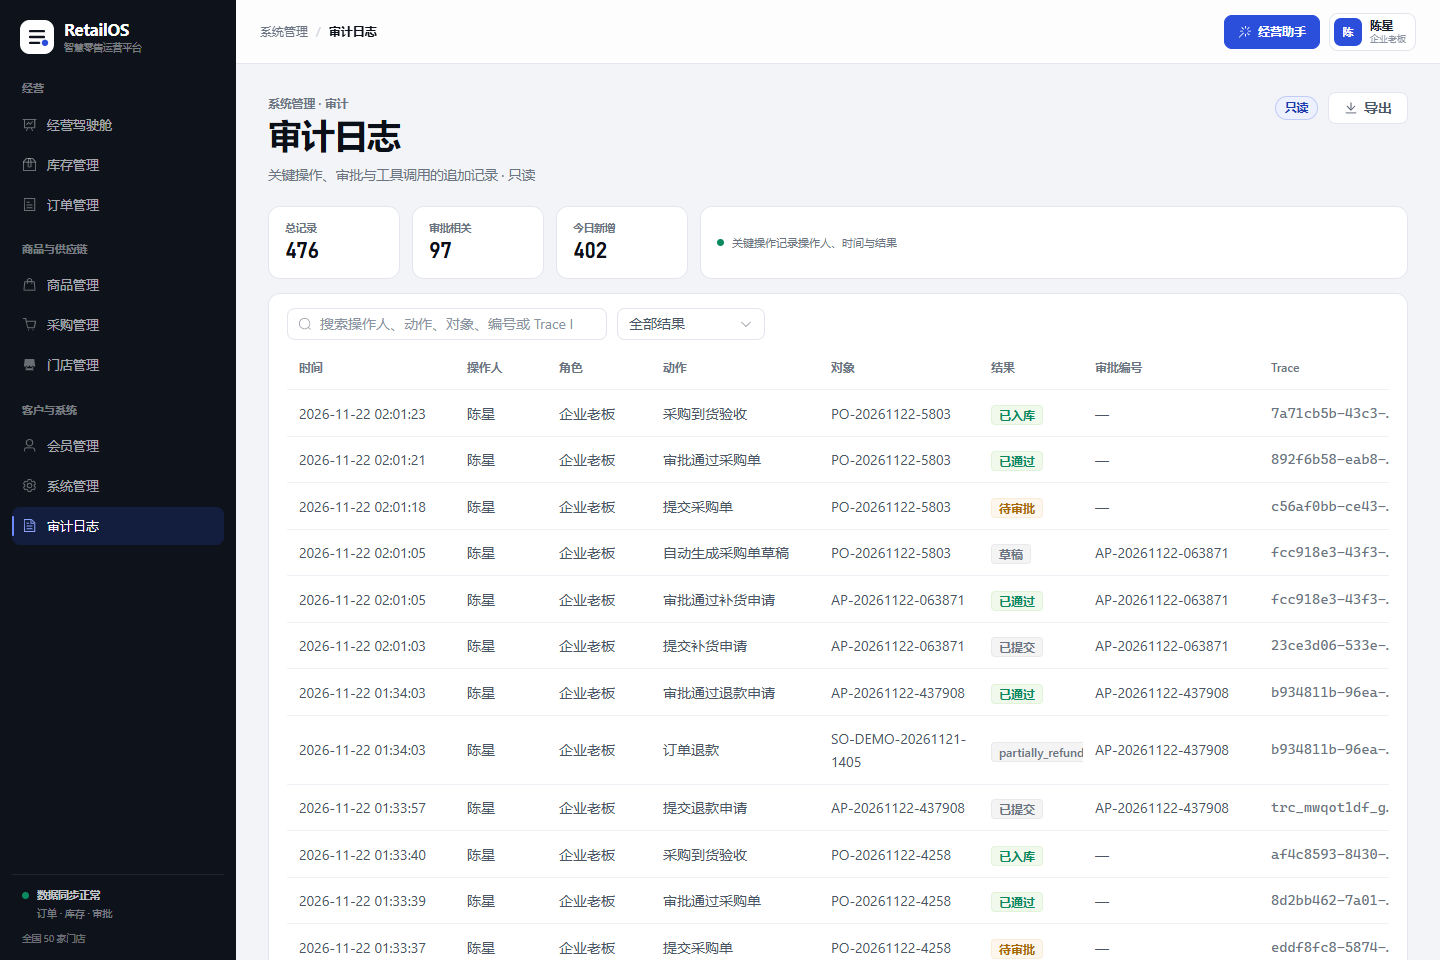 RetailOS
智慧零售运营平台
经营
经营驾驶舱
库存管理
订单管理
商品与供应链
商品管理
采购管理
门店管理
客户与系统
会员管理
系统管理
审计日志
数据同步正常
订单 · 库存 · 审批
全国 50 家门店
系统管理 / 审计日志
经营助手
陈
陈星
企业老板
系统管理 · 审计
审计日志
关键操作、审批与工具调用的追加记录 · 只读
只读
导出
总记录
476
审批相关
97
今日新增
402
关键操作记录操作人、时间与结果
搜索操作人、动作、对象、编号或 Trace I
全部结果
时间 操作人 角色 动作 对象 结果 审批编号 Trace
2026-11-22 02:01:23 陈星 企业老板 采购到货验收 PO-20261122-5803 已入库 — 7a71cb5b-43c3-.
2026-11-22 02:01:21 陈星 企业老板 审批通过采购单 PO-20261122-5803 已通过 — 892f6b58-eab8-.
2026-11-22 02:01:18 陈星 企业老板 提交采购单 PO-20261122-5803 待审批 — c56af0bb-ce43-.
2026-11-22 02:01:05 陈星 企业老板 自动生成采购单草稿 PO-20261122-5803 草稿 AP-20261122-063871 fcc918e3-43f3-.
2026-11-22 02:01:05 陈星 企业老板 审批通过补货申请 AP-20261122-063871 已通过 AP-20261122-063871 fcc918e3-43f3-.
2026-11-22 02:01:03 陈星 企业老板 提交补货申请 AP-20261122-063871 已提交 AP-20261122-063871 23ce3d06-533e-.
2026-11-22 01:34:03 陈星 企业老板 审批通过退款申请 AP-20261122-437908 已通过 AP-20261122-437908 b934811b-96ea-.
2026-11-22 01:34:03 陈星 企业老板 订单退款 SO-DEMO-20261121-1405 partially_refund AP-20261122-437908 b934811b-96ea-.
2026-11-22 01:33:57 陈星 企业老板 提交退款申请 AP-20261122-437908 已提交 AP-20261122-437908 trc_mwqot1df_g.
2026-11-22 01:33:40 陈星 企业老板 采购到货验收 PO-20261122-4258 已入库 — af4c8593-8430-.
2026-11-22 01:33:39 陈星 企业老板 审批通过采购单 PO-20261122-4258 已通过 — 8d2bb462-7a01-.
2026-11-22 01:33:37 陈星 企业老板 提交采购单 PO-20261122-4258 待审批 — eddf8fc8-5874-.